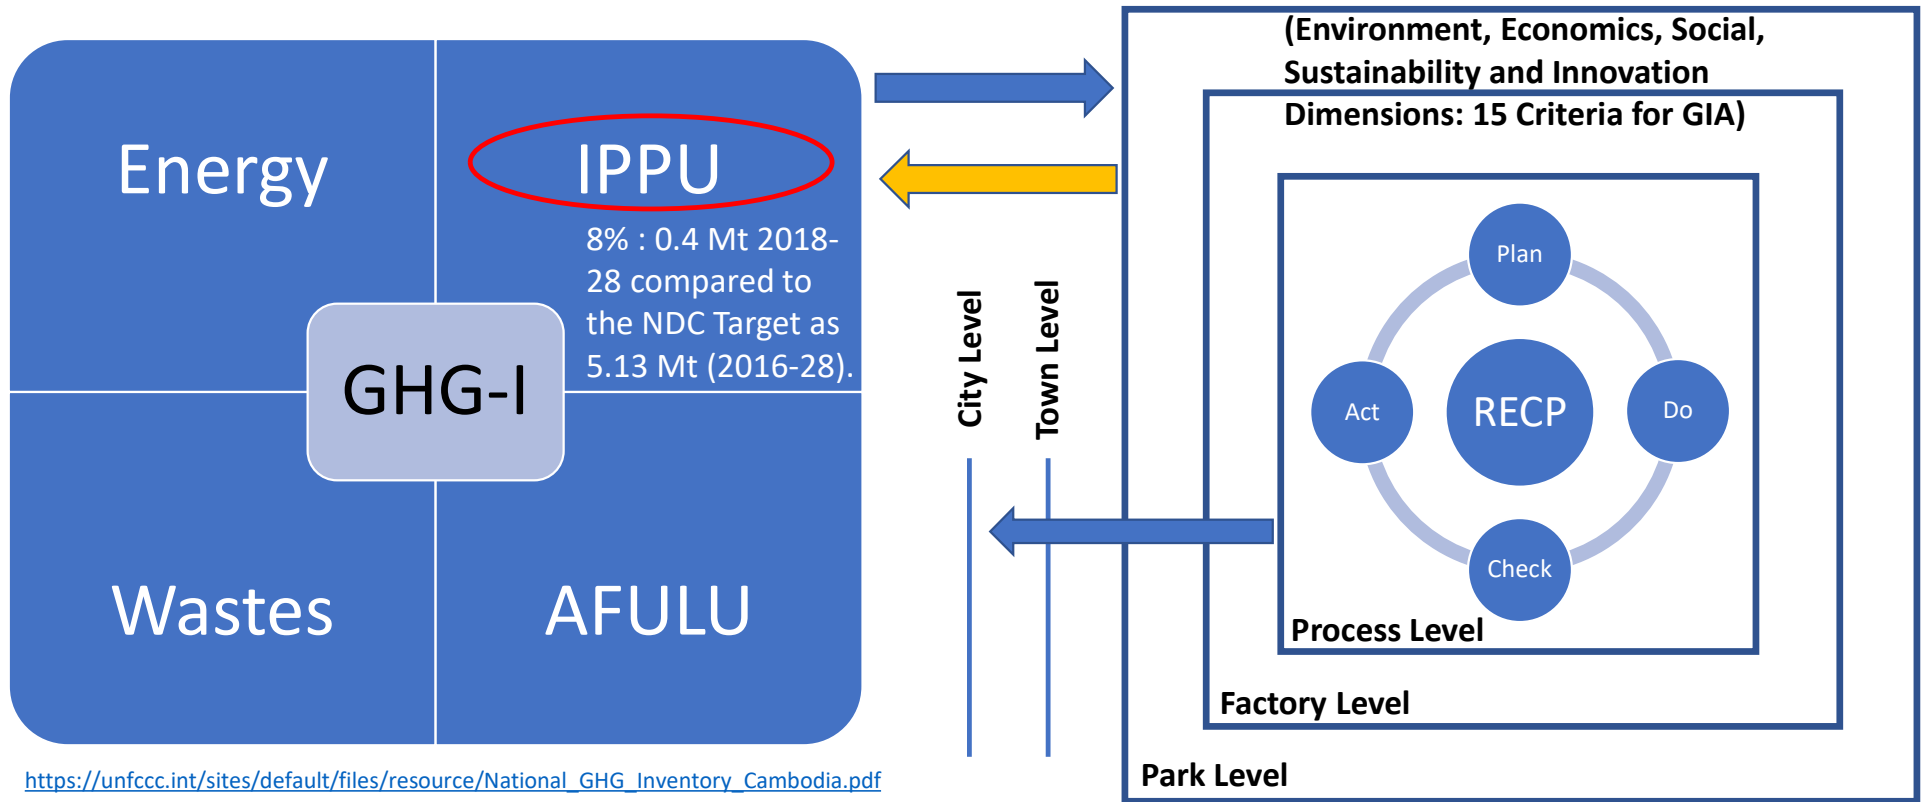 Energy
IPPU
8% : 0.4 Mt 2018-
28 compared to
the NDC Target as
5.13 Mt (2016-28).
GHG-I
Wastes
AFULU
https://unfccc.int/sites/default/files/resource/National_GHG_Inventory_Cambodia.pdf
City Level
Town Level
(Environment, Economics, Social,
Sustainability and Innovation
Dimensions: 15 Criteria for GIA)
Plan
Act
RECP
Do
Check
Process Level
Factory Level
Park Level